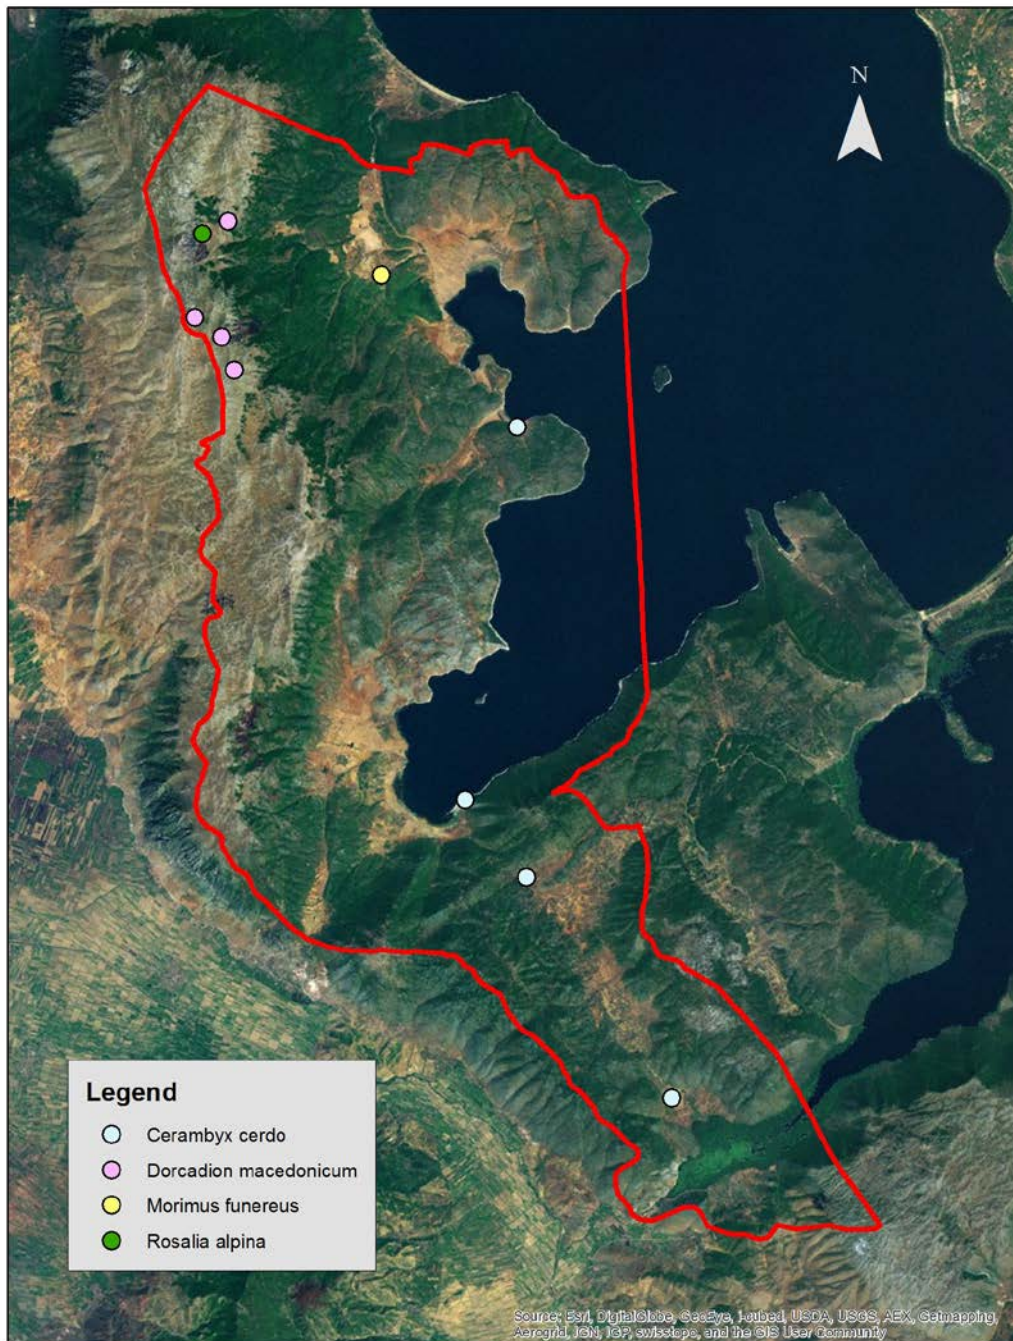 N
Legend
Cerambyx cerdo
Dorcadion macedonicum
Morimus funereus
Rosalia alpina
Source: Esri, DigitalGlobe, GeoEye, i-cubed, USDA, USGS, AEX, Getmapping,
Aerogrid, IGN, IGP, swisstopo, and the GIS User Community